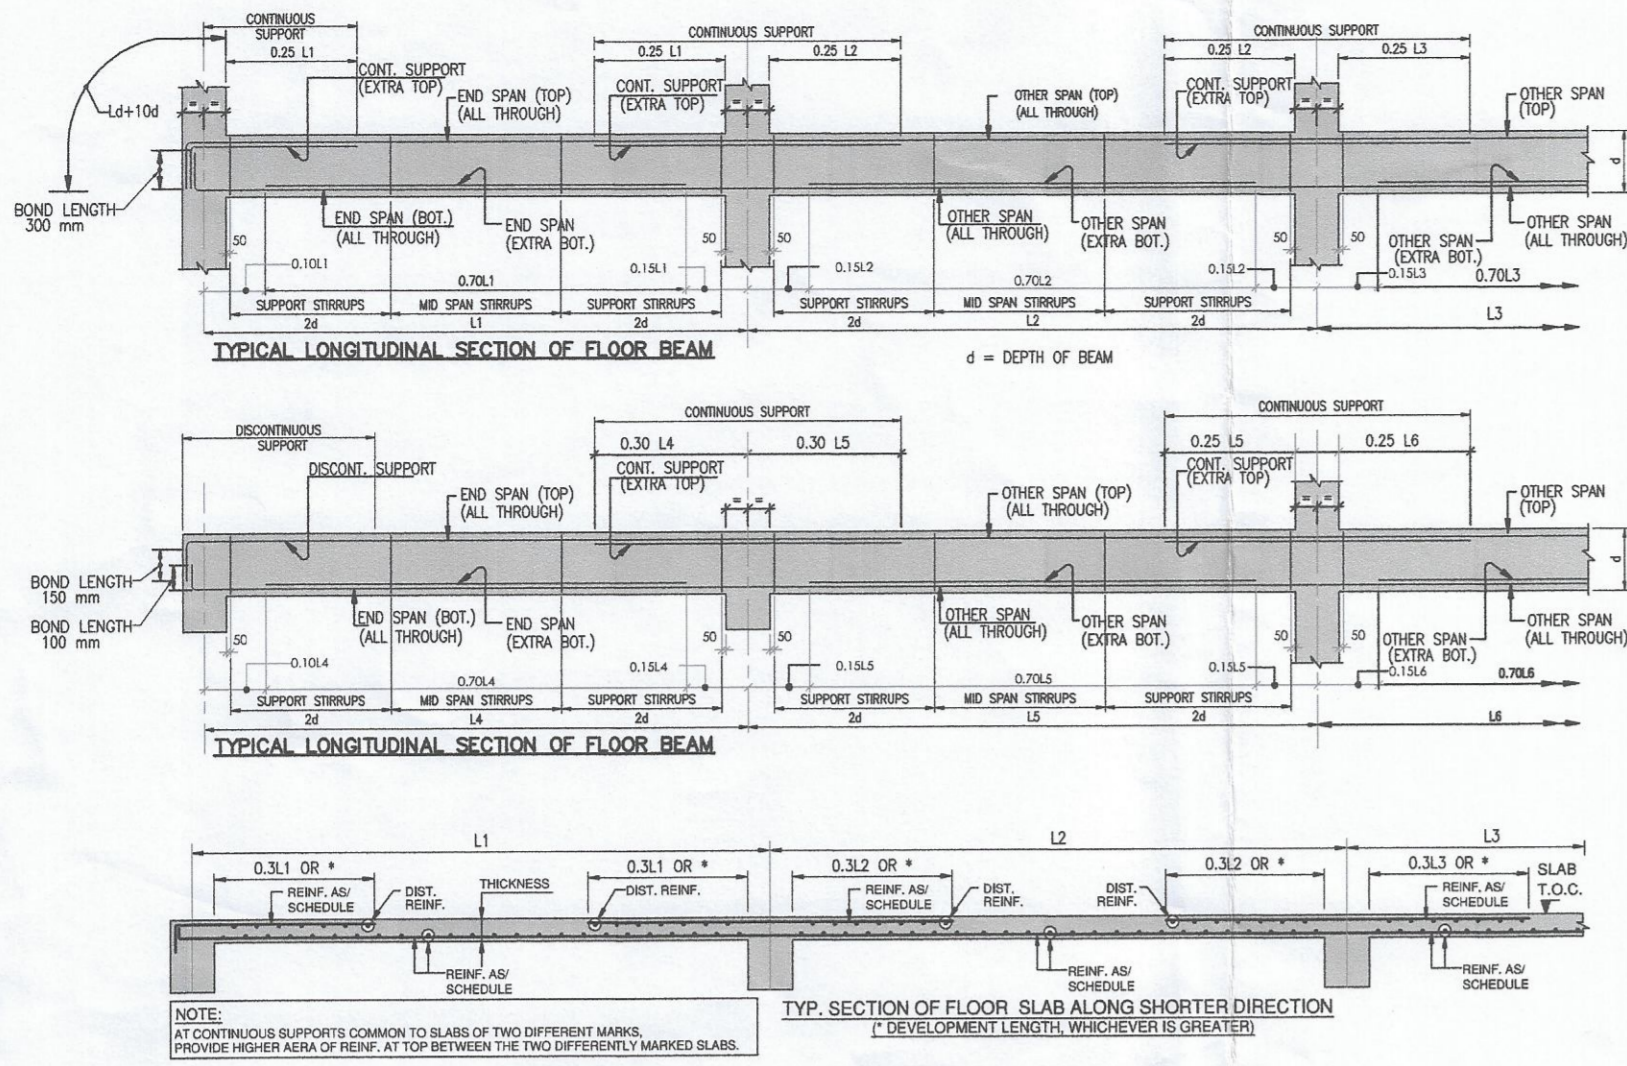 CONTINUOUS
SUPPORT
0.25 L1
CONTINUOUS SUPPORT
0.25 L1
0.25 L2
CONTINUOUS SUPPORT
0.25 L2
0.25 L3
Ld+10d
= =
CONT. SUPPORT
(EXTRA TOP)
END SPAN (TOP)
(ALL THROUGH)
CONT. SUPPORT
(EXTRA TOP)
= =
OTHER SPAN (TOP)
(ALL THROUGH)
CONT. SUPPORT
(EXTRA TOP)
= =
OTHER SPAN
(TOP)
d
BOND LENGTH
300 mm
END SPAN (BOT.)
(ALL THROUGH)
END SPAN
(EXTRA BOT.)
OTHER SPAN
(ALL THROUGH)
OTHER SPAN
(EXTRA BOT.)
OTHER SPAN
(EXTRA BOT.)
OTHER SPAN
(ALL THROUGH)
50
50
50
50
50
0.10L1
0.70L1
0.15L1
0.15L2
0.70L2
0.15L2
0.15L3
0.70L3
SUPPORT STIRRUPS
MID SPAN STIRRUPS
SUPPORT STIRRUPS
SUPPORT STIRRUPS
MID SPAN STIRRUPS
SUPPORT STIRRUPS
2d
L1
2d
2d
L2
2d
L3
TYPICAL LONGITUDINAL SECTION OF FLOOR BEAM
d = DEPTH OF BEAM
DISCONTINUOUS
SUPPORT
CONTINUOUS SUPPORT
0.30 L4
0.30 L5
CONTINUOUS SUPPORT
0.25 L5
0.25 L6
DISCONT. SUPPORT
END SPAN (TOP)
(ALL THROUGH)
CONT. SUPPORT
(EXTRA TOP)
= =
OTHER SPAN (TOP)
(ALL THROUGH)
CONT. SUPPORT
(EXTRA TOP)
= =
OTHER SPAN
(TOP)
d
BOND LENGTH
150 mm
BOND LENGTH
100 mm
END SPAN (BOT.)
(ALL THROUGH)
END SPAN
(EXTRA BOT.)
OTHER SPAN
(ALL THROUGH)
OTHER SPAN
(EXTRA BOT.)
OTHER SPAN
(EXTRA BOT.)
OTHER SPAN
(ALL THROUGH)
50
50
50
50
50
0.10L4
0.70L4
0.15L4
0.15L5
0.70L5
0.15L5
0.15L6
0.70L6
SUPPORT STIRRUPS
MID SPAN STIRRUPS
SUPPORT STIRRUPS
SUPPORT STIRRUPS
MID SPAN STIRRUPS
SUPPORT STIRRUPS
2d
L4
2d
2d
L5
2d
L6
TYPICAL LONGITUDINAL SECTION OF FLOOR BEAM
L1
L2
L3
0.3L1 OR *
0.3L1 OR *
0.3L2 OR *
0.3L2 OR *
0.3L3 OR *
REINF. AS/
SCHEDULE
DIST.
REINF.
THICKNESS
DIST. REINF.
REINF. AS/
SCHEDULE
DIST.
REINF.
DIST.
REINF.
REINF. AS/
SCHEDULE
SLAB
T.O.C.
REINF. AS/
SCHEDULE
REINF. AS/
SCHEDULE
REINF. AS/
SCHEDULE
NOTE:
AT CONTINUOUS SUPPORTS COMMON TO SLABS OF TWO DIFFERENT MARKS,
PROVIDE HIGHER AERA OF REINF. AT TOP BETWEEN THE TWO DIFFERENTLY MARKED SLABS.
TYP. SECTION OF FLOOR SLAB ALONG SHORTER DIRECTION
(* DEVELOPMENT LENGTH, WHICHEVER IS GREATER)